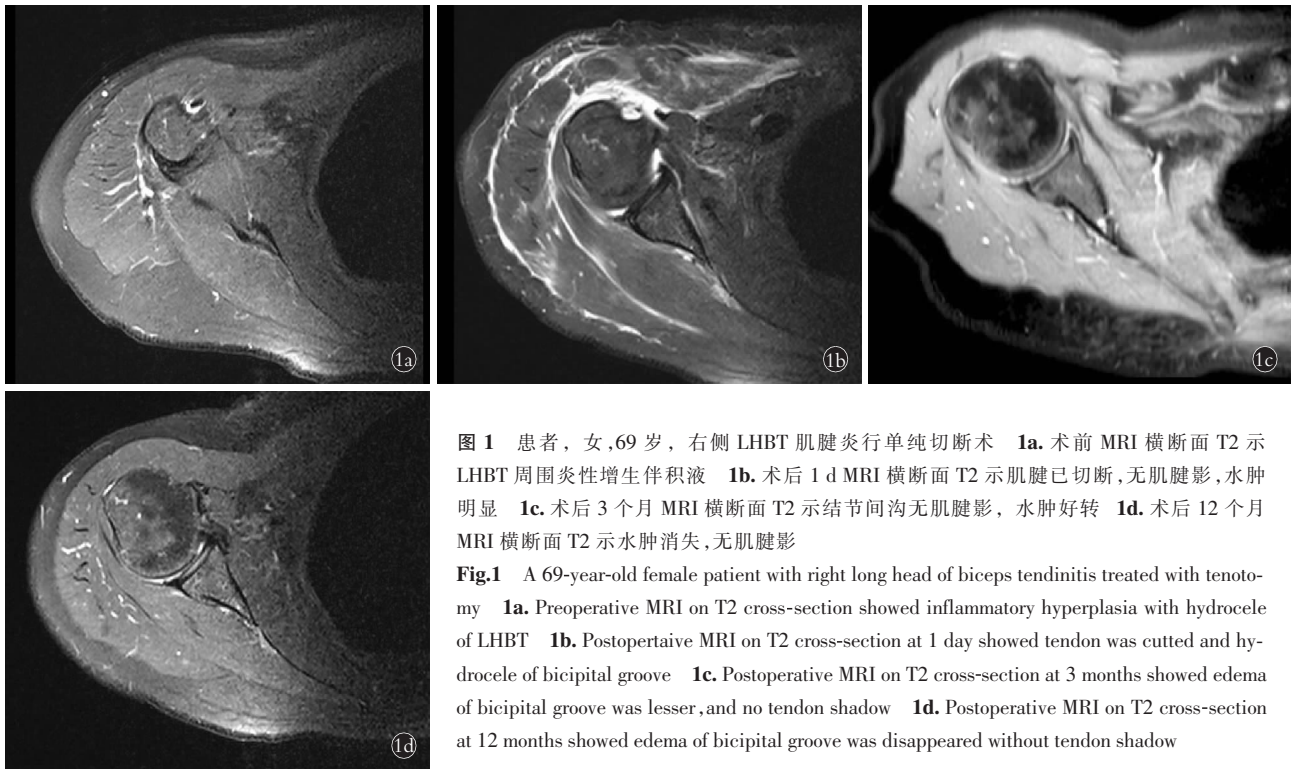 1a
1b
1c
1d
图 1 患者，女，69 岁，右侧 LHBT 肌腱炎行单纯切断术 1a. 术前 MRI 横断面 T2 示
LHBT 周围炎性增生伴积液 1b. 术后 1 d MRI 横断面 T2 示肌腱已切断，无肌腱影，水肿
明显 1c. 术后 3 个月 MRI 横断面 T2 示结节间沟无肌腱影，水肿好转 1d. 术后 12 个月
MRI 横断面 T2 示水肿消失，无肌腱影
Fig.1 A 69-year-old female patient with right long head of biceps tendinitis treated with tenoto-
my 1a. Preoperative MRI on T2 cross-section showed inflammatory hyperplasia with hydrocele
of LHBT 1b. Postopertaive MRI on T2 cross-section at 1 day showed tendon was cutted and hy-
drocele of bicipital groove 1c. Postoperative MRI on T2 cross-section at 3 months showed edema
of bicipital groove was lesser, and no tendon shadow 1d. Postoperative MRI on T2 cross-section
at 12 months showed edema of bicipital groove was disappeared without tendon shadow